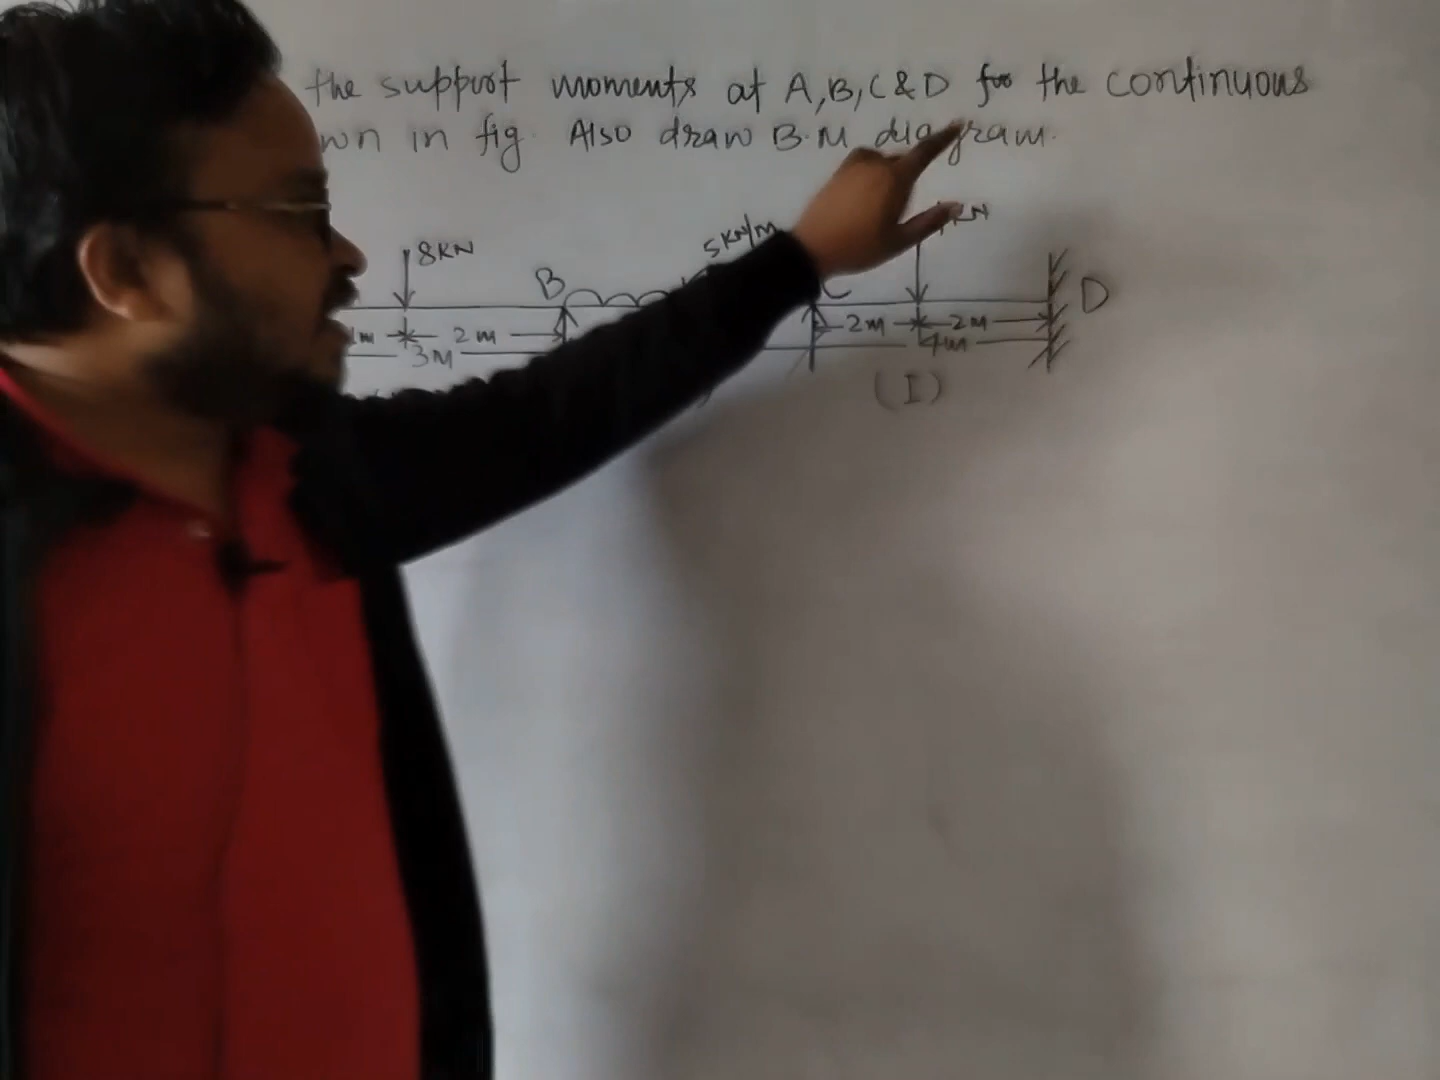 the support moments at A, B, C & D for the continuous
wn in fig. Also draw B.M diagram.
8KN
B
5KN/M
KN
C
D
1m
2m
3M
2m
2m
4m
(I)